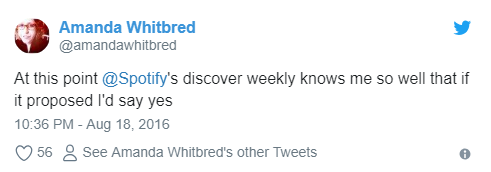 Amanda Whitbred
@amandawhitbred
At this point @Spotify's discover weekly knows me so well that if
it proposed I'd say yes
10:36 PM - Aug 18, 2016
56 See Amanda Whitbred's other Tweets